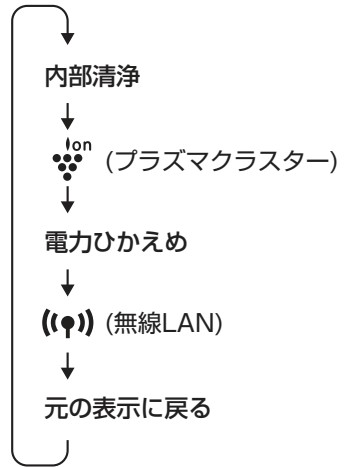 内部清浄
ion
(プラズマクラスター)
電力ひかえめ
(無線LAN)
元の表示に戻る